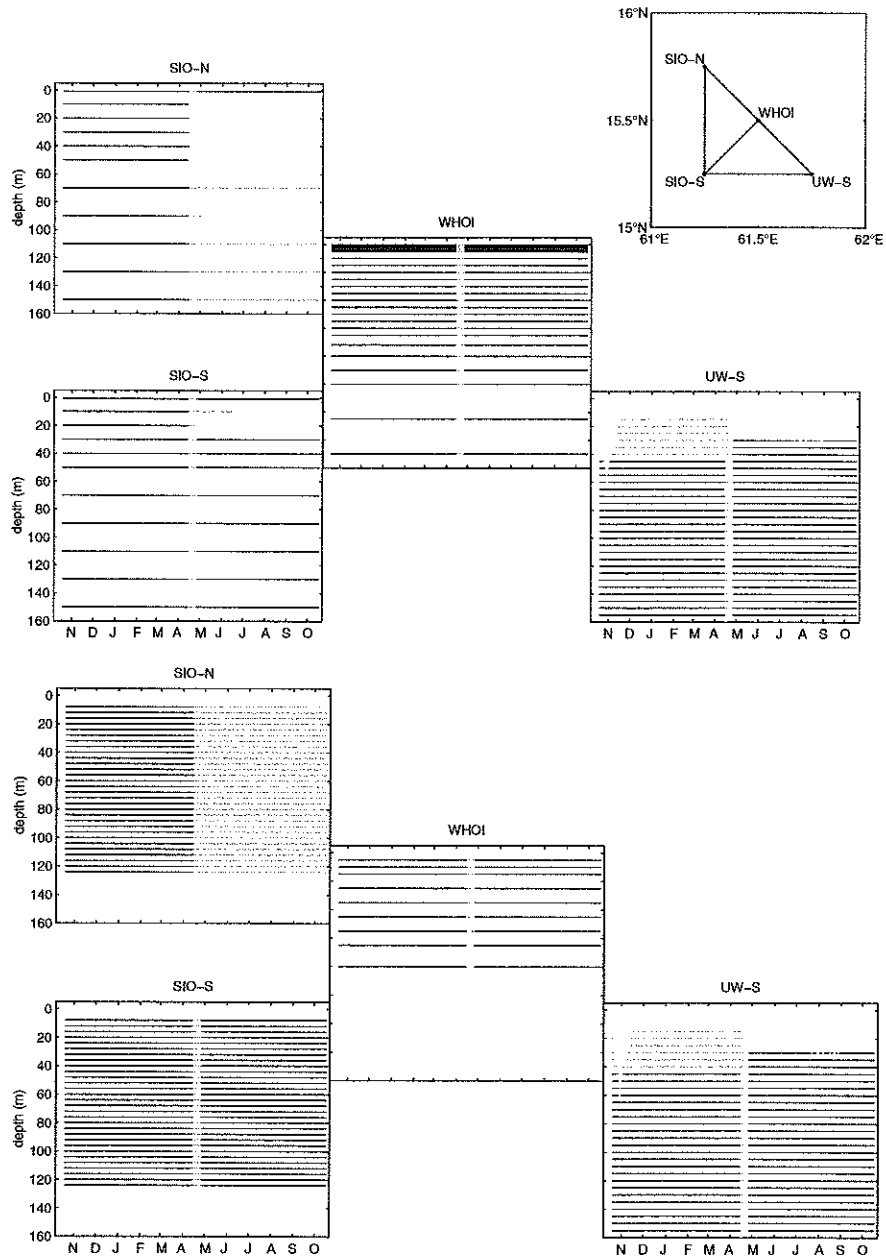 SIO-N
0
20
40
60
80
100
120
140
160
depth (m)
WHOI
16°N
15.5°N
15°N
61°E
61.5°E
62°E
SIO-N
WHOI
SIO-S
UW-S
SIO-S
0
20
40
60
80
100
120
140
160
depth (m)
N D J F M A M J J A S O
UW-S
N D J F M A M J J A S O
SIO-N
0
20
40
60
80
100
120
140
160
depth (m)
WHOI
SIO-S
0
20
40
60
80
100
120
140
160
depth (m)
N D J F M A M J J A S O
UW-S
N D J F M A M J J A S O